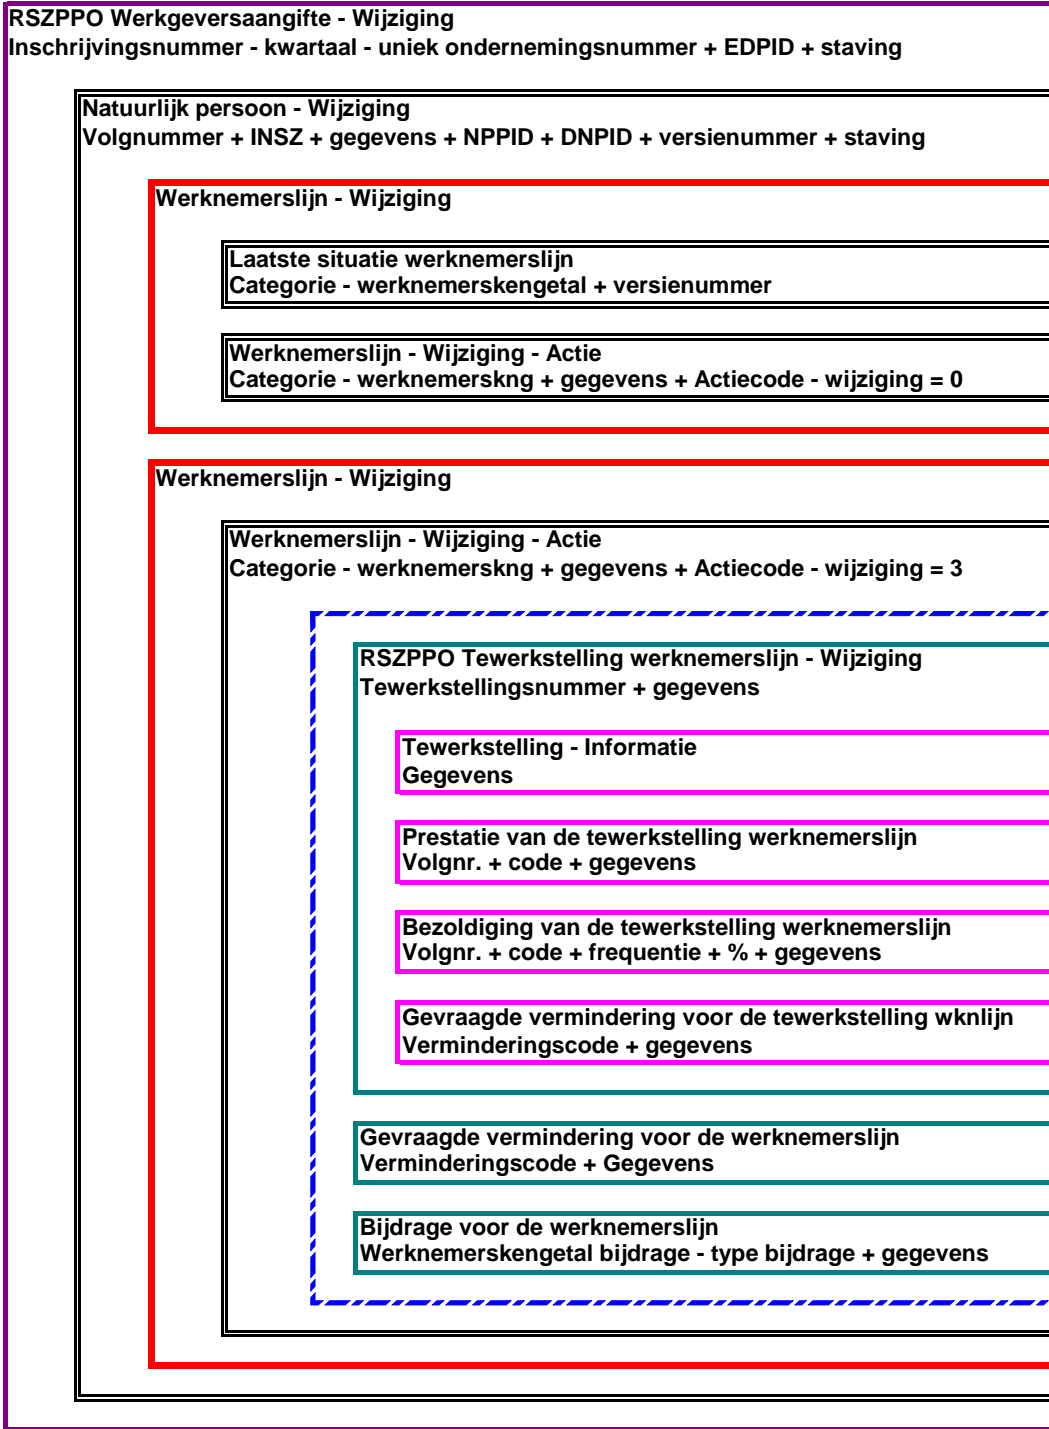 RSZPPO Werkgeversaangifte - Wijziging
Inschrijvingsnummer - kwartaal - uniek ondernemingsnummer + EDPID + staving
Natuurlijk persoon - Wijziging
Volgnummer + INSZ + gegevens + NPPID + DNPID + versienummer + staving
Werknemerslijn - Wijziging
Laatste situatie werknemerslijn
Categorie - werknemerskengetal + versienummer
Werknemerslijn - Wijziging - Actie
Categorie - werknemerskng + gegevens + Actiecode - wijziging = 0
Werknemerslijn - Wijziging
Werknemerslijn - Wijziging - Actie
Categorie - werknemerskng + gegevens + Actiecode - wijziging = 3
RSZPPO Tewerkstelling werknemerslijn - Wijziging
Tewerkstellingsnummer + gegevens
Tewerkstelling - Informatie
Gegevens
Prestatie van de tewerkstelling werknemerslijn
Volgnr. + code + gegevens
Bezoldiging van de tewerkstelling werknemerslijn
Volgnr. + code + frequentie + % + gegevens
Gevraagde vermindering voor de tewerkstelling wknlijn
Verminderingscode + gegevens
Gevraagde vermindering voor de werknemerslijn
Verminderingscode + Gegevens
Bijdrage voor de werknemerslijn
Werknemerskengetal bijdrage - type bijdrage + gegevens